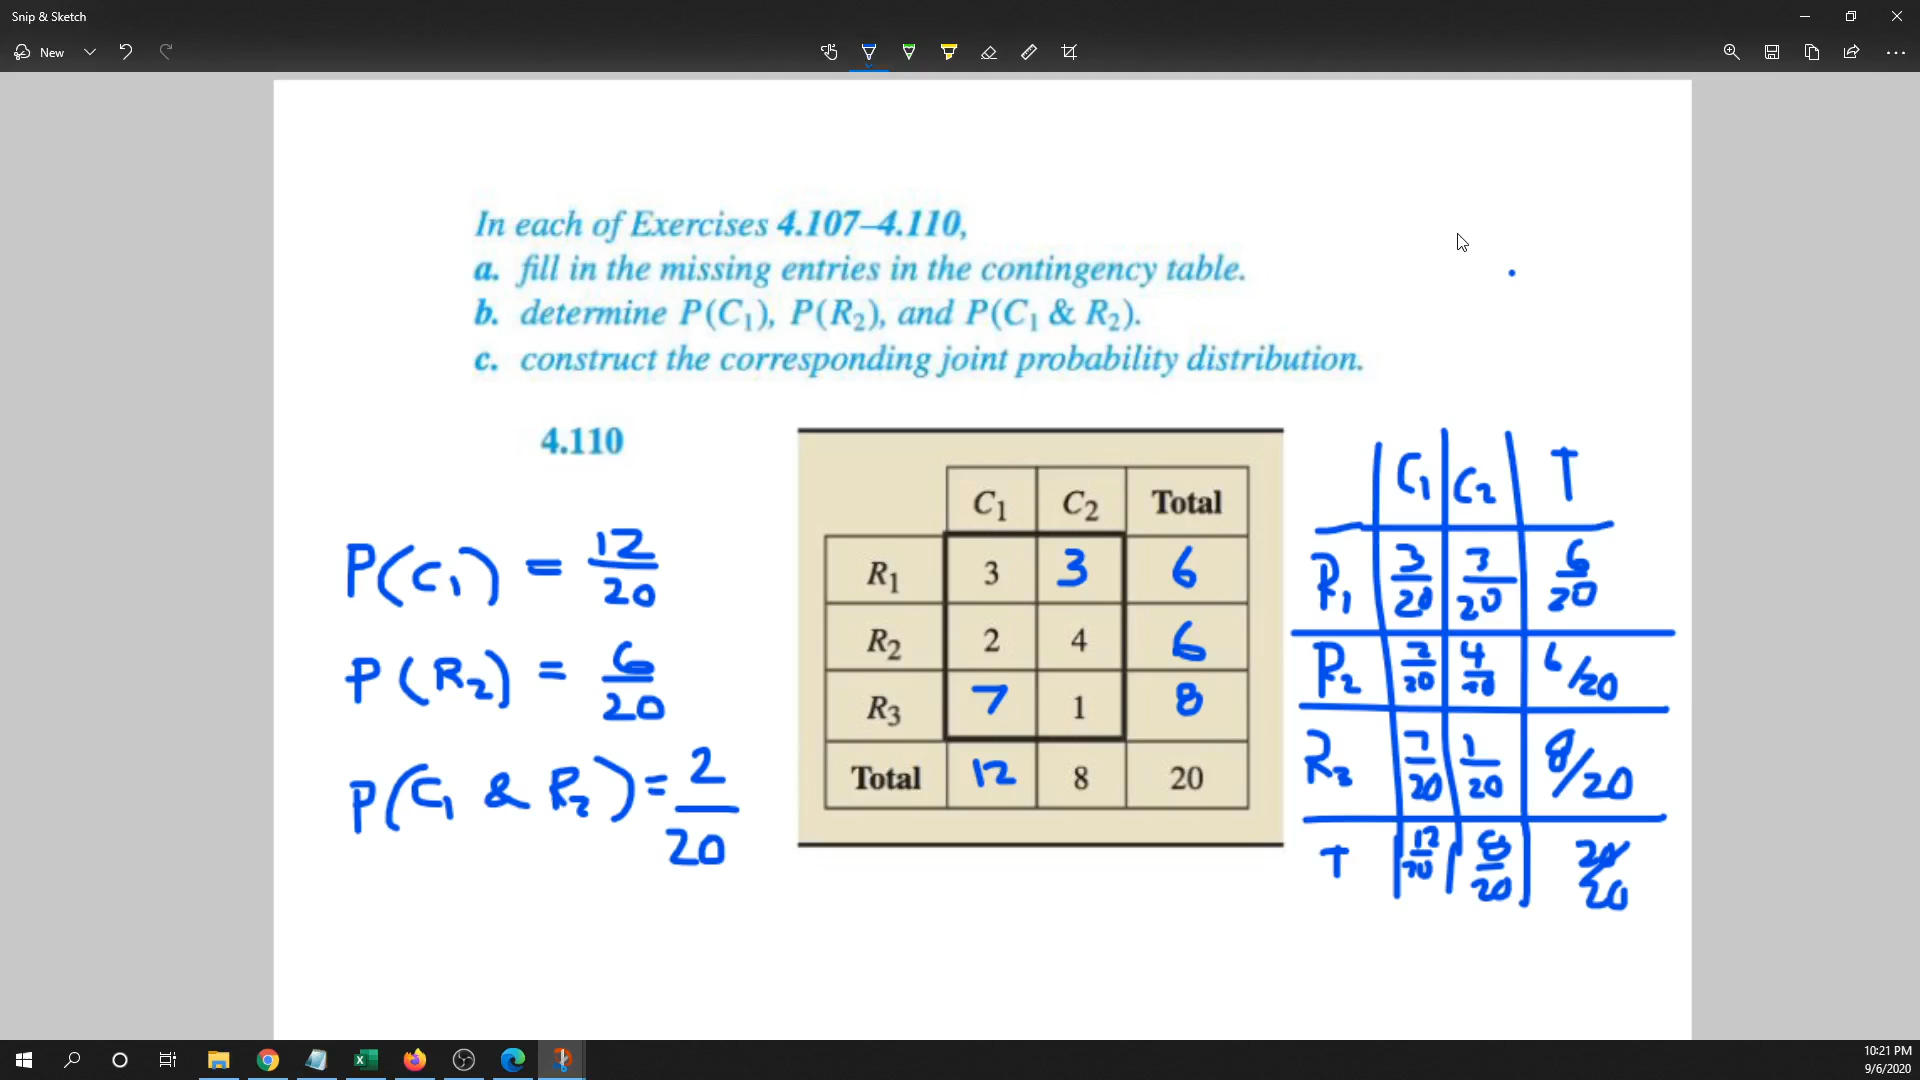 Snip & Sketch
New
In each of Exercises 4.107–4.110,
a. fill in the missing entries in the contingency table.
b. determine P(C₁), P(R₂), and P(C₁ & R₂).
c. construct the corresponding joint probability distribution.
4.110
P(C₁) = 12/20
P(R₂) = 6/20
P(C₁ & R₂) = 2/20
C₁ C₂ Total
R₁ 3 3 6
R₂ 2 4 6
R₃ 7 1 8
Total 12 8 20
C₁ C₂ T
R₁ 3/20 3/20 6/20
R₂ 2/20 4/20 6/20
R₃ 7/20 1/20 8/20
T 12/20 8/20 20/20
10:21 PM
9/6/2020